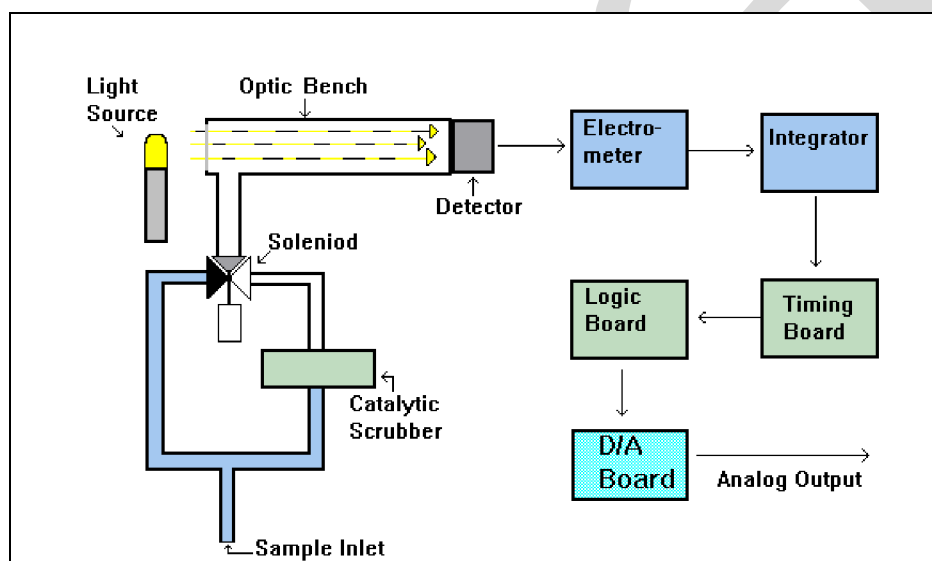 Light
Source
Optic Bench
Detector
Electro-
meter
Integrator
Soleniod
Logic
Board
Timing
Board
Catalytic
Scrubber
D/A
Board
Analog Output
Sample Inlet